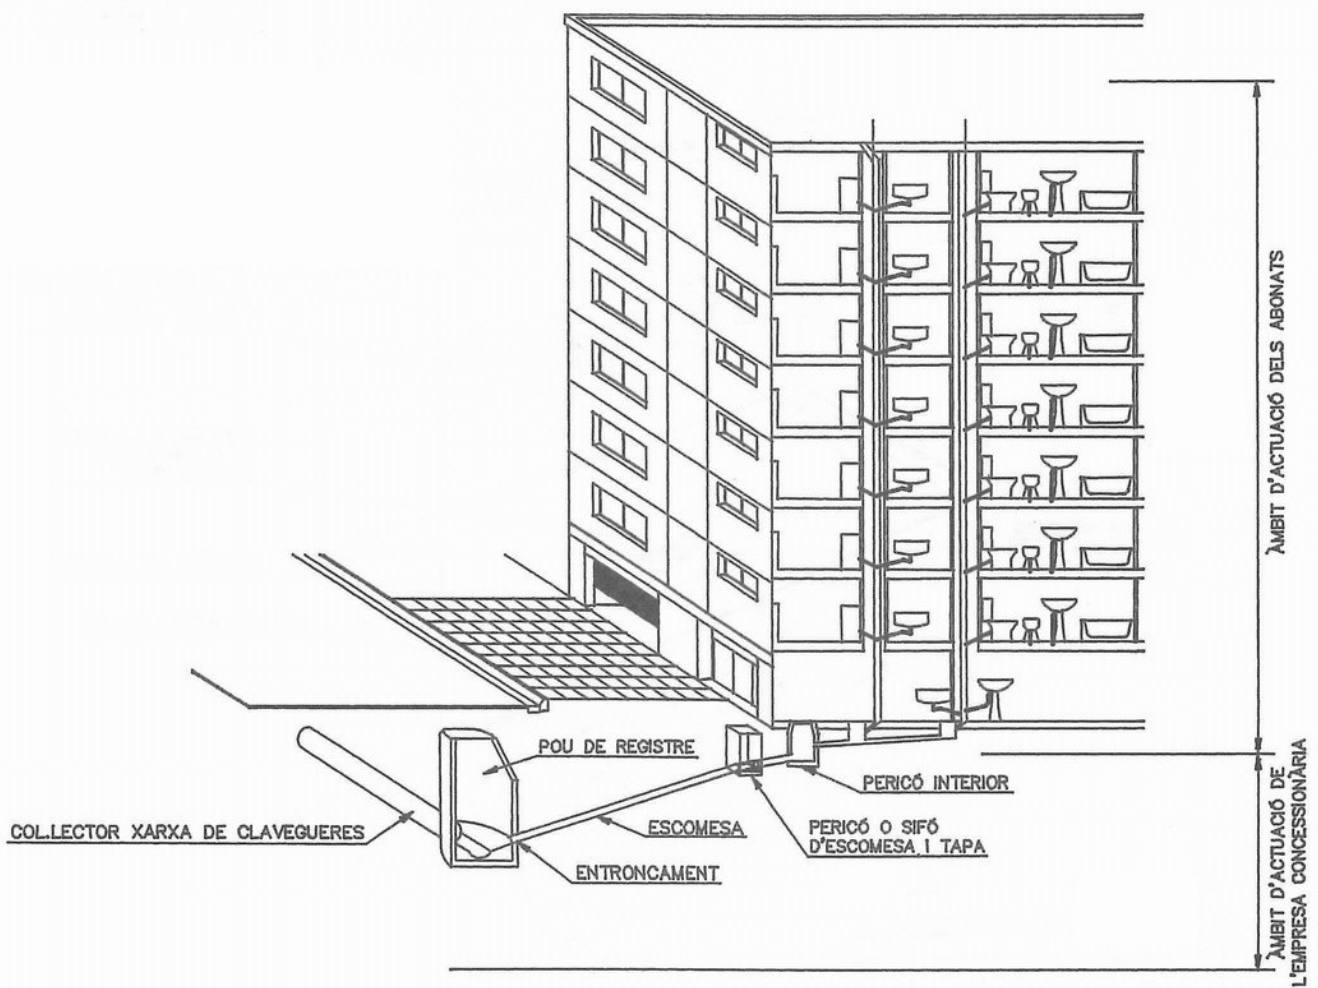 ÀMBIT D'ACTUACIÓ DELS ABONATS
POU DE REGISTRE
PERICÓ INTERIOR
COL.LECTOR XARXA DE CLAVEGUERES
ESCOMESA
PERICÓ O SIFÓ
D'ESCOMESA I TAPA
ENTRONCAMENT
ÀMBIT D'ACTUACIÓ DE
L'EMPRESA CONCESSIONÀRIA